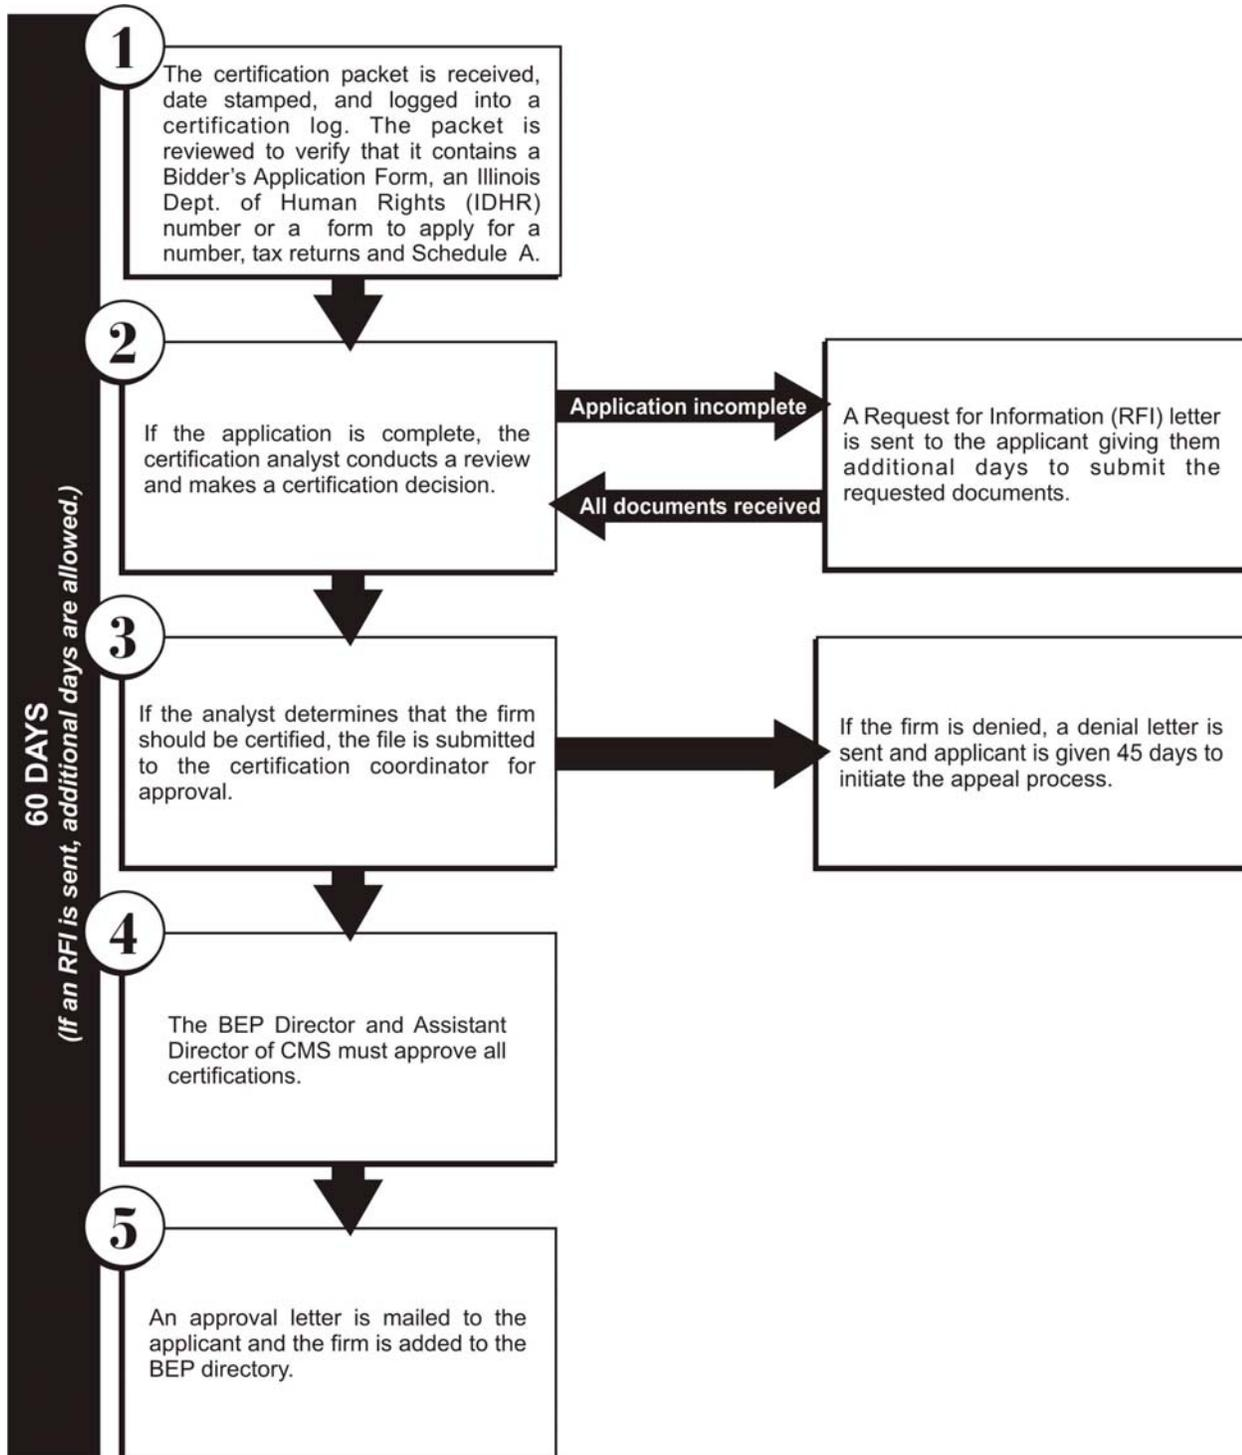 60 DAYS
(If an RFI is sent, additional days are allowed.)
1
The certification packet is received,
date stamped, and logged into a
certification log. The packet is
reviewed to verify that it contains a
Bidder’s Application Form, an Illinois
Dept. of Human Rights (IDHR)
number or a form to apply for a
number, tax returns and Schedule A.
2
If the application is complete, the
certification analyst conducts a review
and makes a certification decision.
Application incomplete
All documents received
A Request for Information (RFI) letter
is sent to the applicant giving them
additional days to submit the
requested documents.
3
If the analyst determines that the firm
should be certified, the file is submitted
to the certification coordinator for
approval.
If the firm is denied, a denial letter is
sent and applicant is given 45 days to
initiate the appeal process.
4
The BEP Director and Assistant
Director of CMS must approve all
certifications.
5
An approval letter is mailed to the
applicant and the firm is added to the
BEP directory.